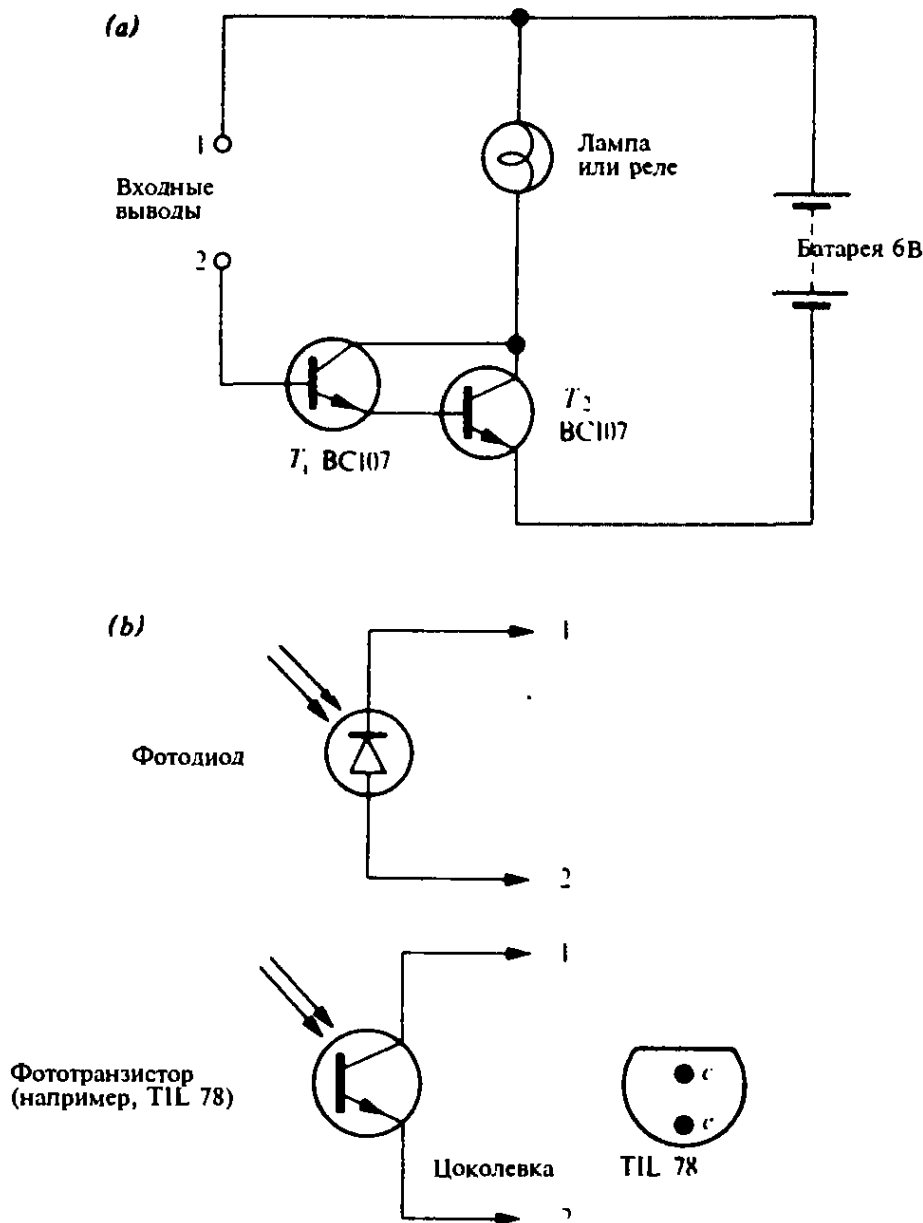 (a)
1
Входные
выводы
2
Лампа
или реле
Батарея 6В
T₁ BC107
T₂
BC107
(b)
1
Фотодиод
2
1
Фототранзистор
(например, TIL 78)
c
Цоколевка
TIL 78
2